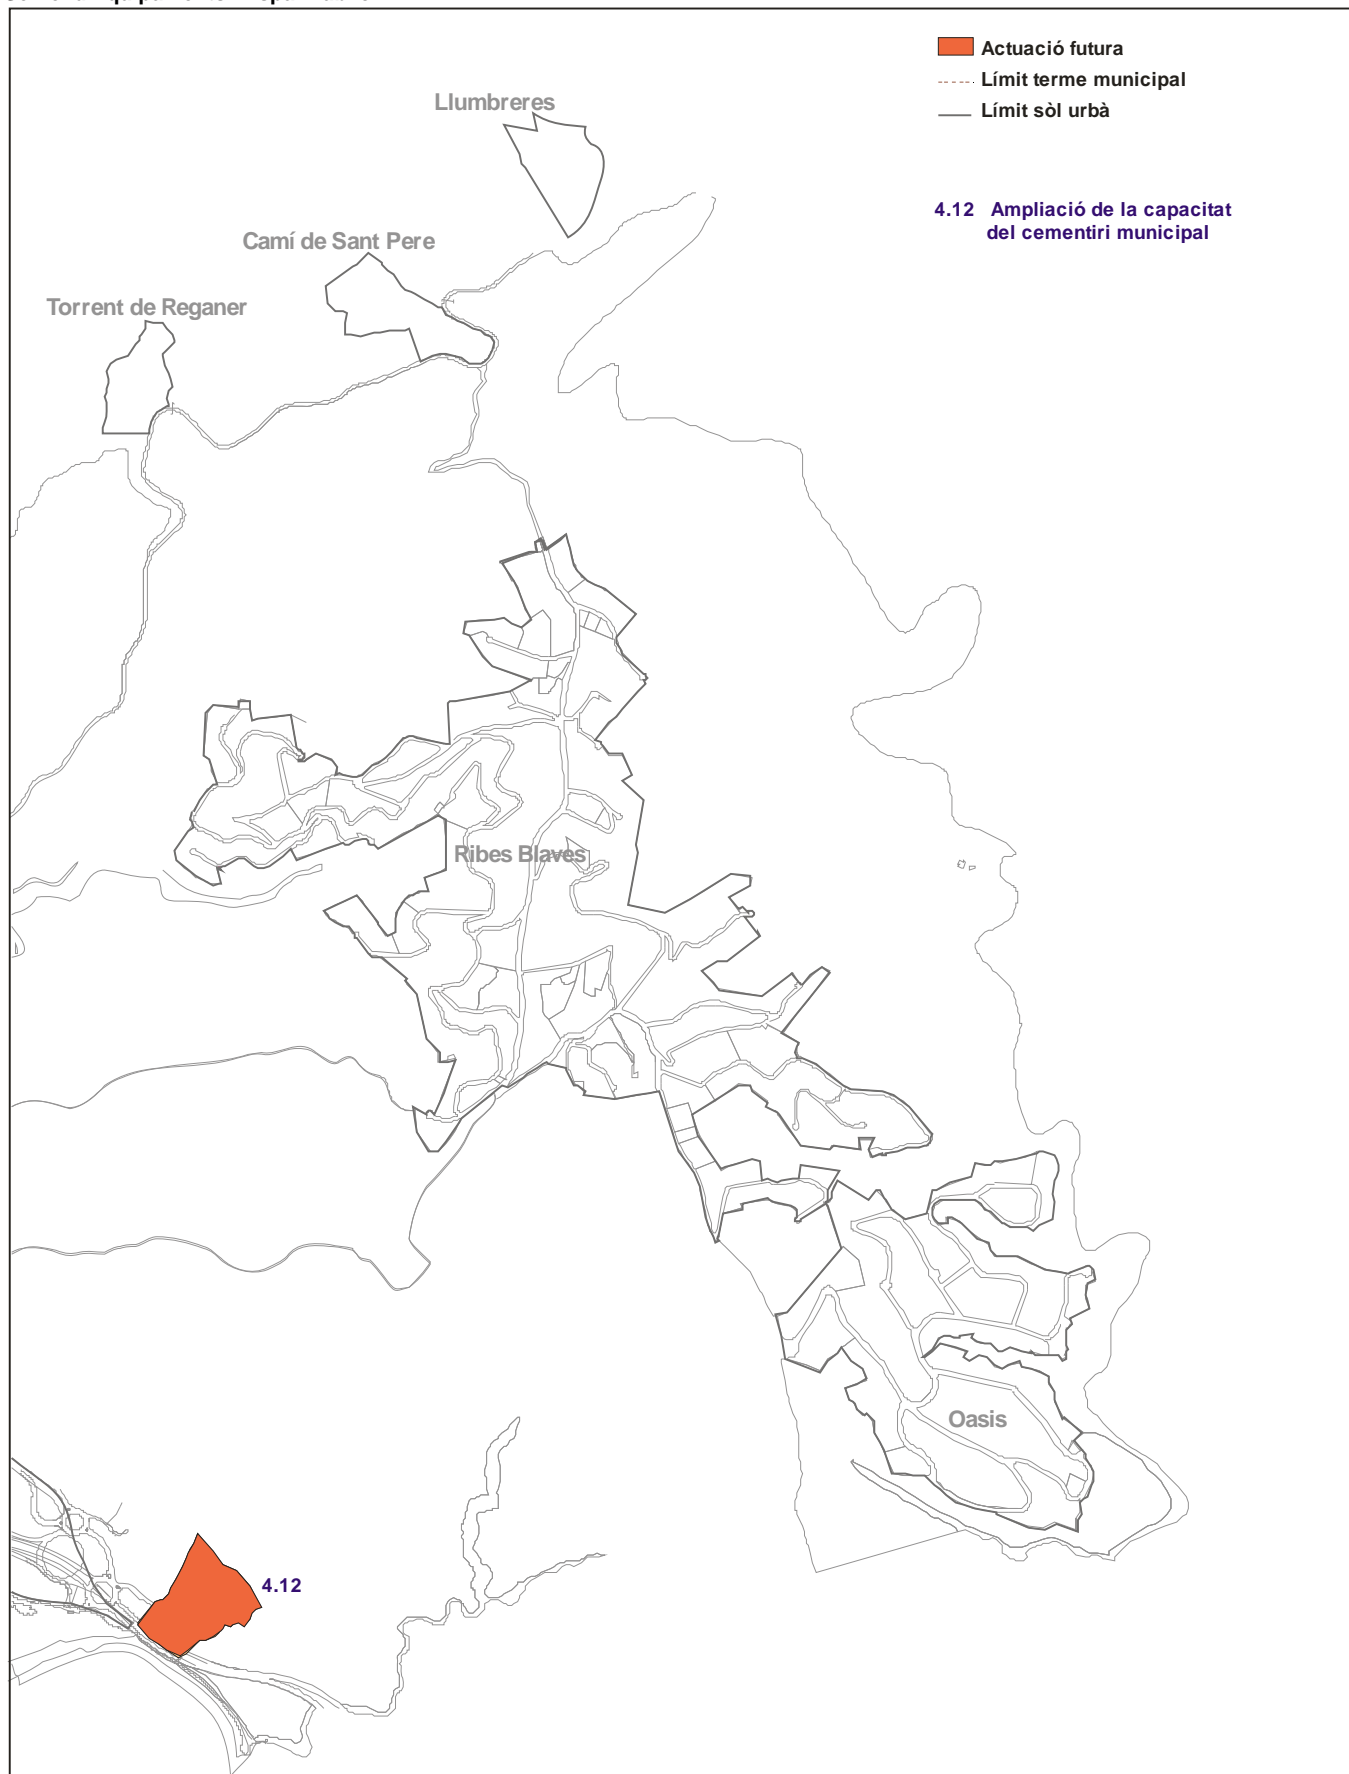 Actuació futura
Límit terme municipal
Límit sòl urbà
Llumbreres
4.12 Ampliació de la capacitat
del cementiri municipal
Camí de Sant Pere
Torrent de Reganer
Ribes Blaves
Oasis
4.12